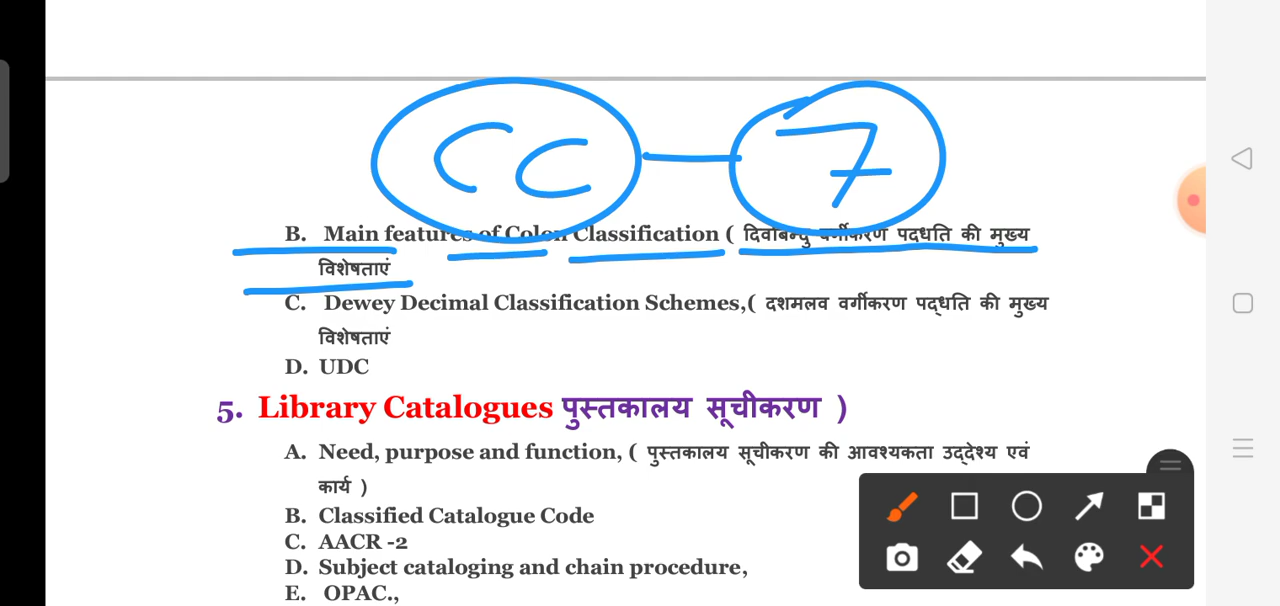 CC — 7
B. Main features of Colon Classification ( दिवबिन्दु वर्गीकरण पदधति की मुख्य
विशेषताएं
C. Dewey Decimal Classification Schemes,( दशमलव वर्गीकरण पद्धति की मुख्य
विशेषताएं
D. UDC
5. Library Catalogues पुस्तकालय सूचीकरण )
A. Need, purpose and function, ( पुस्तकालय सूचीकरण की आवश्यकता उद्देश्य एवं
कार्य )
B. Classified Catalogue Code
C. AACR -2
D. Subject cataloging and chain procedure,
E. OPAC.,